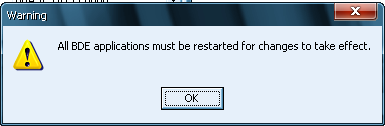 Warning
All BDE applications must be restarted for changes to take effect.
OK